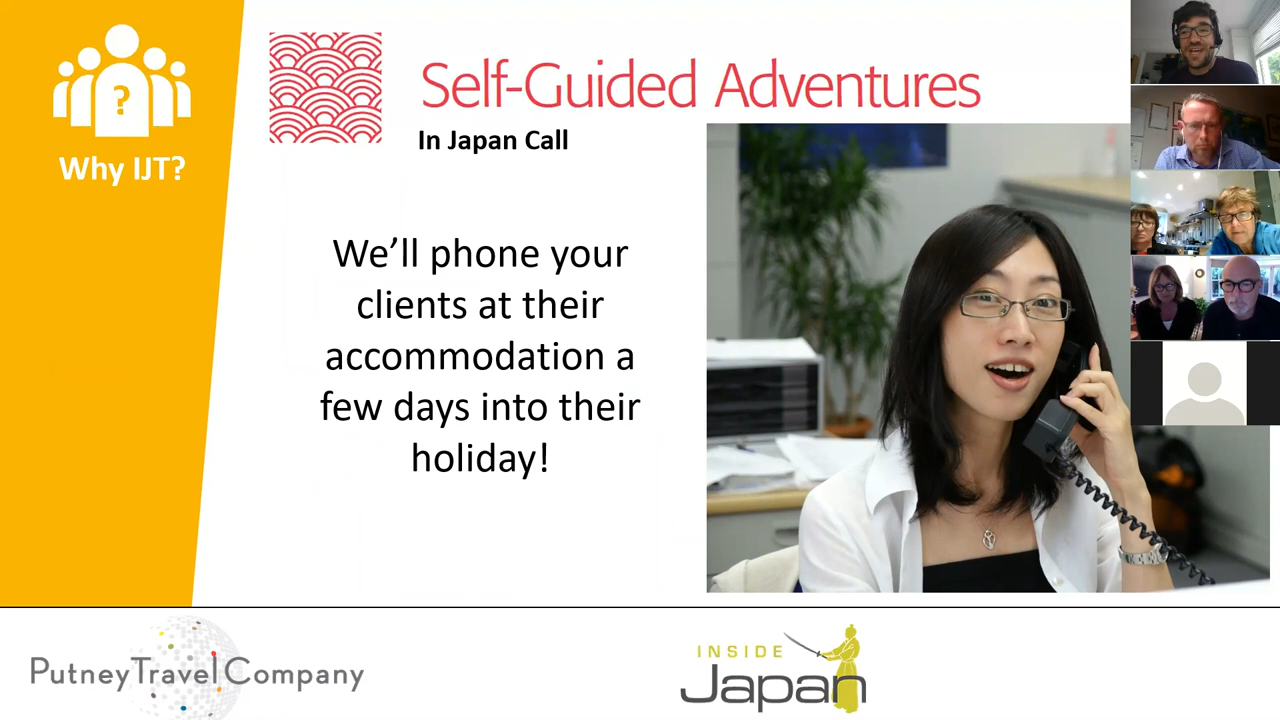 ?
Why IJT?
Self-Guided Adventures
In Japan Call
We’ll phone your
clients at their
accommodation a
few days into their
holiday!
PutneyTravelCompany
INSIDE
Japan